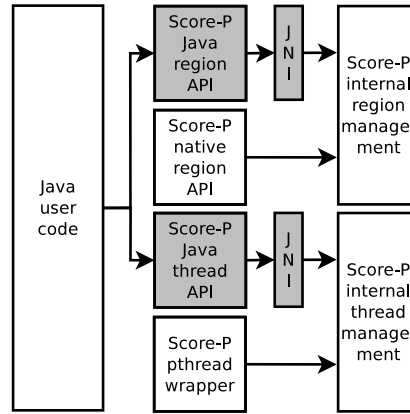 Java
user
code
Score-P
Java
region
API
J
N
I
Score-P
internal
region
manage
ment
Score-P
native
region
API
Score-P
Java
thread
API
J
N
I
Score-P
internal
thread
manage
ment
Score-P
pthread
wrapper